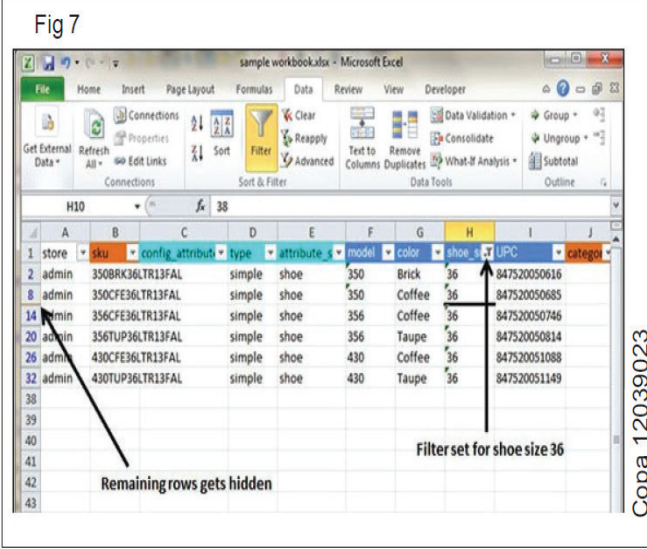 Fig 7
sample workbook.xlsx - Microsoft Excel
File Home Insert Page Layout Formulas Data Review View Developer
Get External Data
Refresh All
Connections
Properties
Edit Links
Connections
Sort
Filter
Clear
Reapply
Advanced
Sort & Filter
Text to Columns
Remove Duplicates
Data Validation
Consolidate
What-If Analysis
Data Tools
Group
Ungroup
Subtotal
Outline
H10 fx 38
A B C D E F G H I J
1 store sku config_attribut type attribute_s model color shoe_si UPC categor
2 admin 350BRK36LTR13FAL simple shoe 350 Brick 36 847520050616
8 admin 350CFE36LTR13FAL simple shoe 350 Coffee 36 847520050685
14 admin 356CFE36LTR13FAL simple shoe 356 Coffee 36 847520050746
20 admin 356TUP36LTR13FAL simple shoe 356 Taupe 36 847520050814
26 admin 430CFE36LTR13FAL simple shoe 430 Coffee 36 847520051088
32 admin 430TUP36LTR13FAL simple shoe 430 Taupe 36 847520051149
38
39
40
41
42
43
Filter set for shoe size 36
Remaining rows gets hidden
Copa 12039023